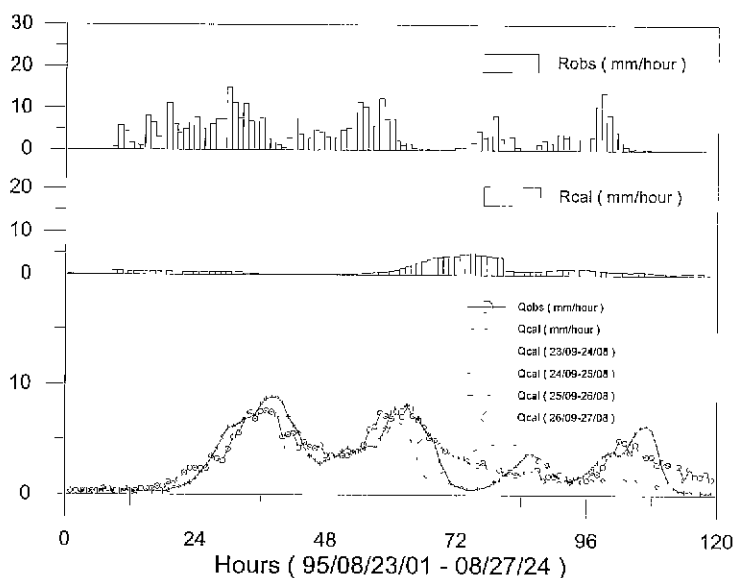 30
20
10
0
Robs ( mm/hour )
20
10
0
Rcal ( mm/hour )
10
0
Qobs ( mm/hour )
Qcal ( mm/hour )
Qcal ( 23/09-24/08 )
Qcal ( 24/09-25/08 )
Qcal ( 25/09-26/08 )
Qcal ( 26/09-27/08 )
0 24 48 72 96 120
Hours ( 95/08/23/01 - 08/27/24 )